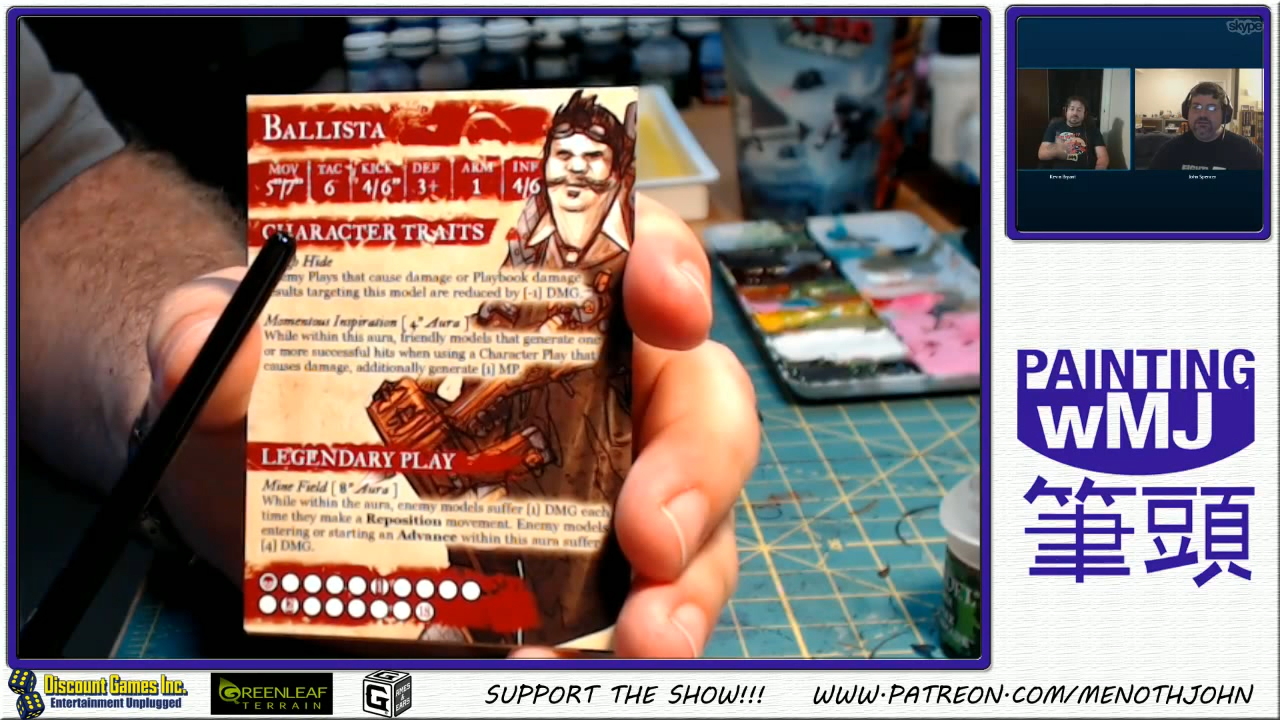 BALLISTA
MOV TAC KICK DEF ARM INF
5"/7" 6 4/6" 3+ 1 4/6
CHARACTER TRAITS
Hide
Plays that cause damage or Playbook damage
results targeting this model are reduced by [-1] DMG.
Momentous Inspiration [ 4" Aura ]
While within this aura, friendly models that generate one
or more successful hits when using a Character Play that
causes damage, additionally generate [1] MP
LEGENDARY PLAY
Mine Field [ 8" Aura ]
While within the aura, enemy models suffer [1] DMG each
time they make a Reposition movement. Enemy models
entering or starting an Advance within this aura suffer
[4] DMG.
skype
Kevin Bryant
John Spencer
PAINTING
wMJ
筆頭
Discount Games Inc.
Entertainment Unplugged
GREENLEAF
TERRAIN
G
GAMES
SUPPORT THE SHOW!!!
WWW.PATREON.COM/MENOTHJOHN